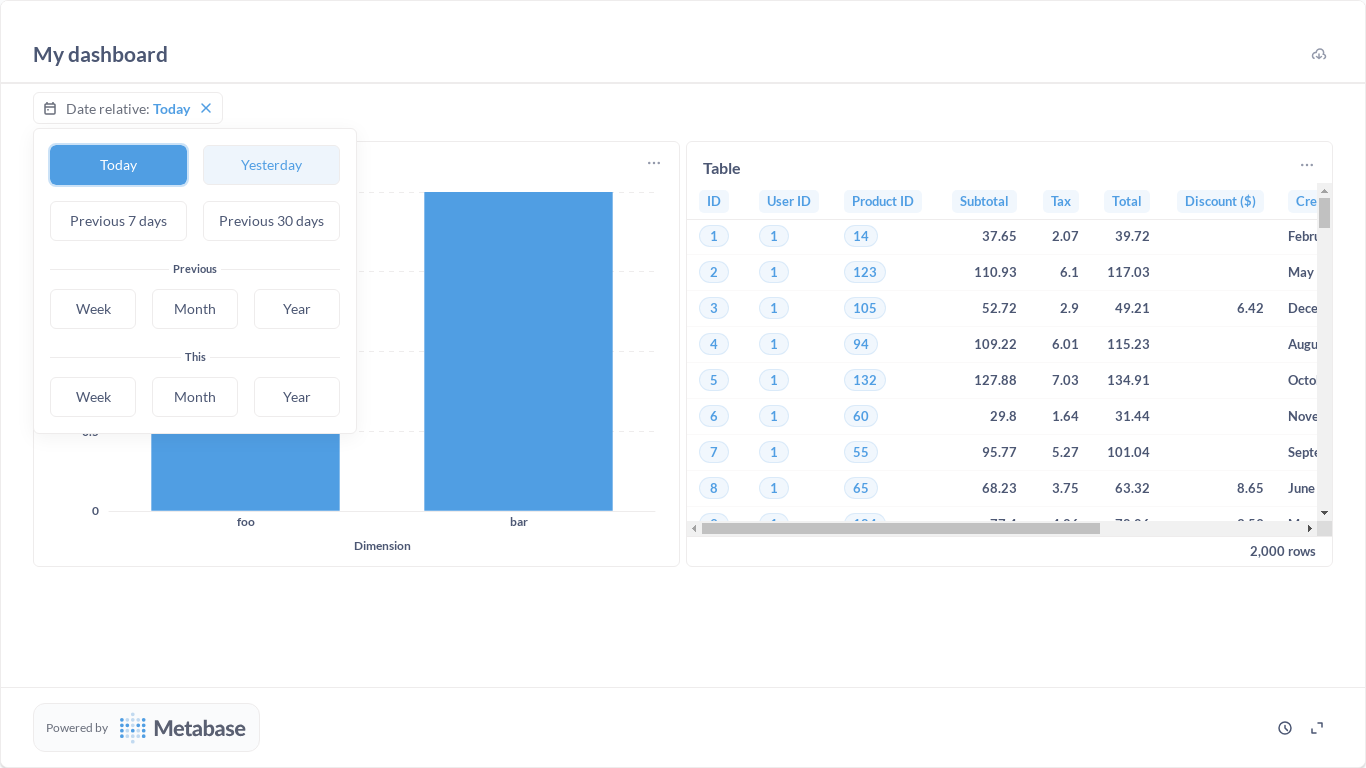 My dashboard
Date relative: Today
Today Yesterday
Previous 7 days Previous 30 days
Previous
Week Month Year
This
Week Month Year
0
foo bar
Dimension
Table
ID User ID Product ID Subtotal Tax Total Discount ($) Cre
1 1 14 37.65 2.07 39.72 Febru
2 1 123 110.93 6.1 117.03 May
3 1 105 52.72 2.9 49.21 6.42 Dece
4 1 94 109.22 6.01 115.23 Augu
5 1 132 127.88 7.03 134.91 Octo
6 1 60 29.8 1.64 31.44 Nove
7 1 55 95.77 5.27 101.04 Septe
8 1 65 68.23 3.75 63.32 8.65 June
2,000 rows
Powered by Metabase